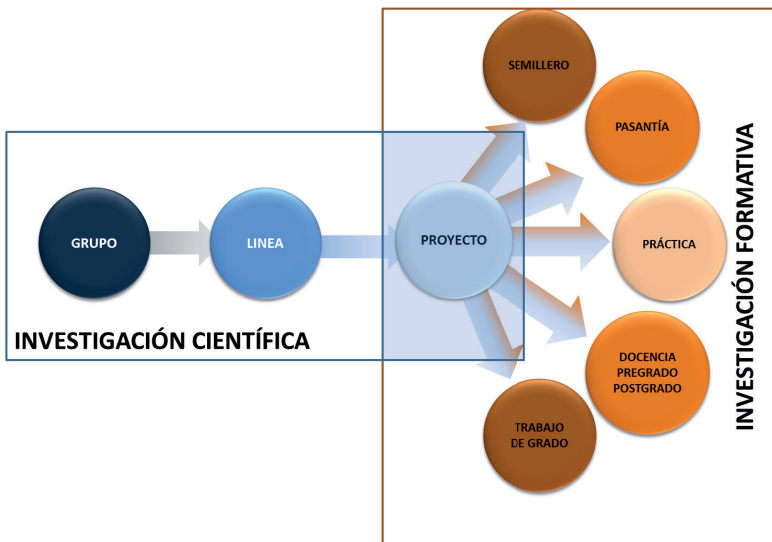 SEMILLERO
PASANTÍA
GRUPO
LINEA
PROYECTO
PRÁCTICA
INVESTIGACIÓN CIENTÍFICA
DOCENCIA
PREGRADO
POSTGRADO
TRABAJO
DE GRADO
INVESTIGACIÓN FORMATIVA